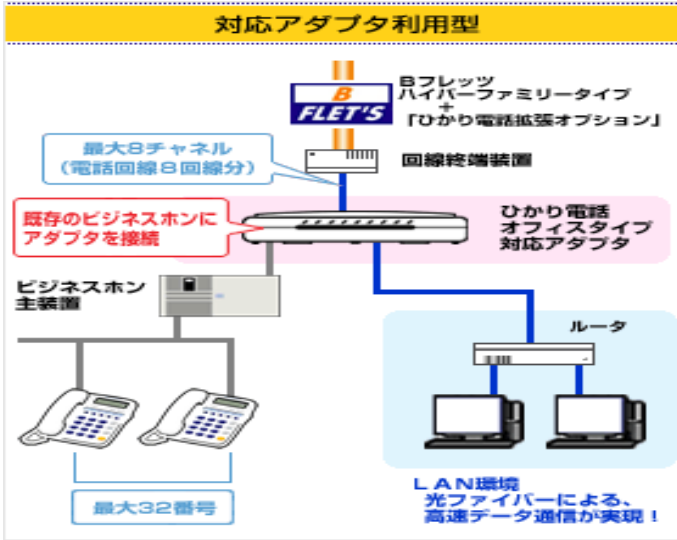 対応アダプタ利用型
B
FLET'S
Bフレッツ
ハイパーファミリータイプ
+
「ひかり電話拡張オプション」
最大8チャネル
(電話回線8回線分)
回線終端装置
既存のビジネスホンに
アダプタを接続
ひかり電話
オフィスタイプ
対応アダプタ
ビジネスホン
主装置
ルータ
最大32番号
LAN環境
光ファイバーによる、
高速データ通信が実現!